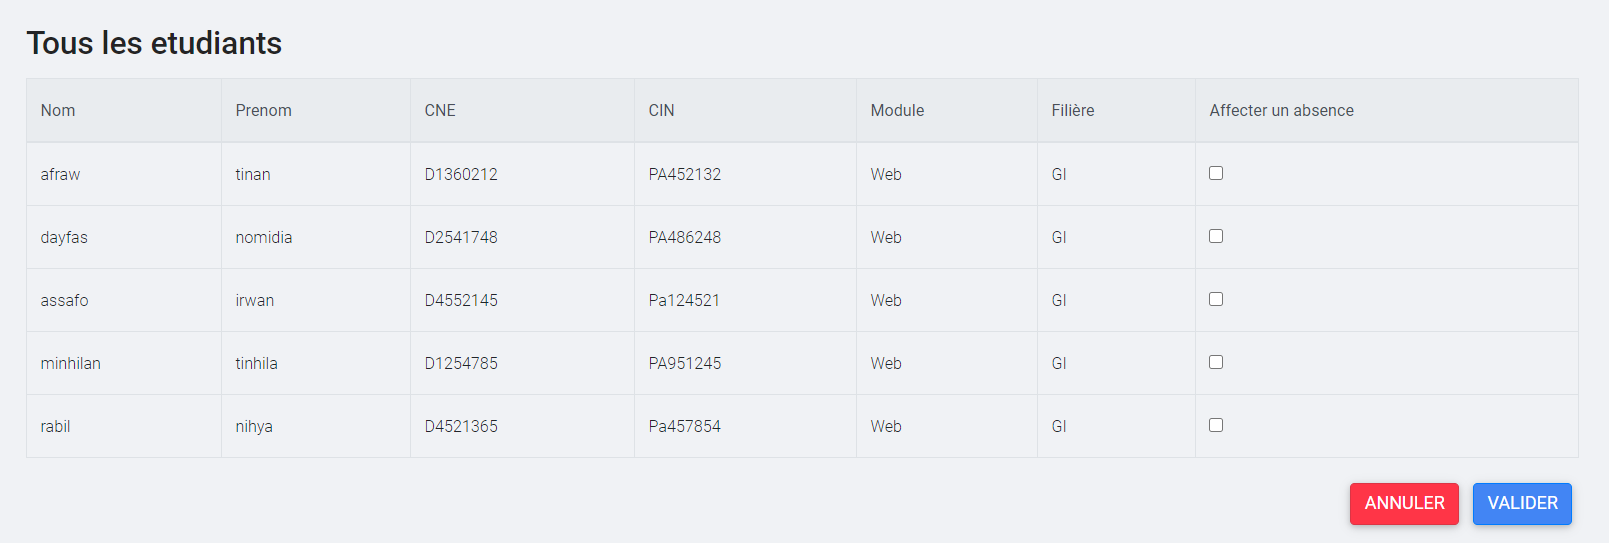 Tous les etudiants
Nom Prenom CNE CIN Module Filière Affecter un absence
afraw tinan D1360212 PA452132 Web GI
dayfas nomidia D2541748 PA486248 Web GI
assafo irwan D4552145 Pa124521 Web GI
minhilan tinhila D1254785 PA951245 Web GI
rabil nihya D4521365 Pa457854 Web GI
ANNULER VALIDER